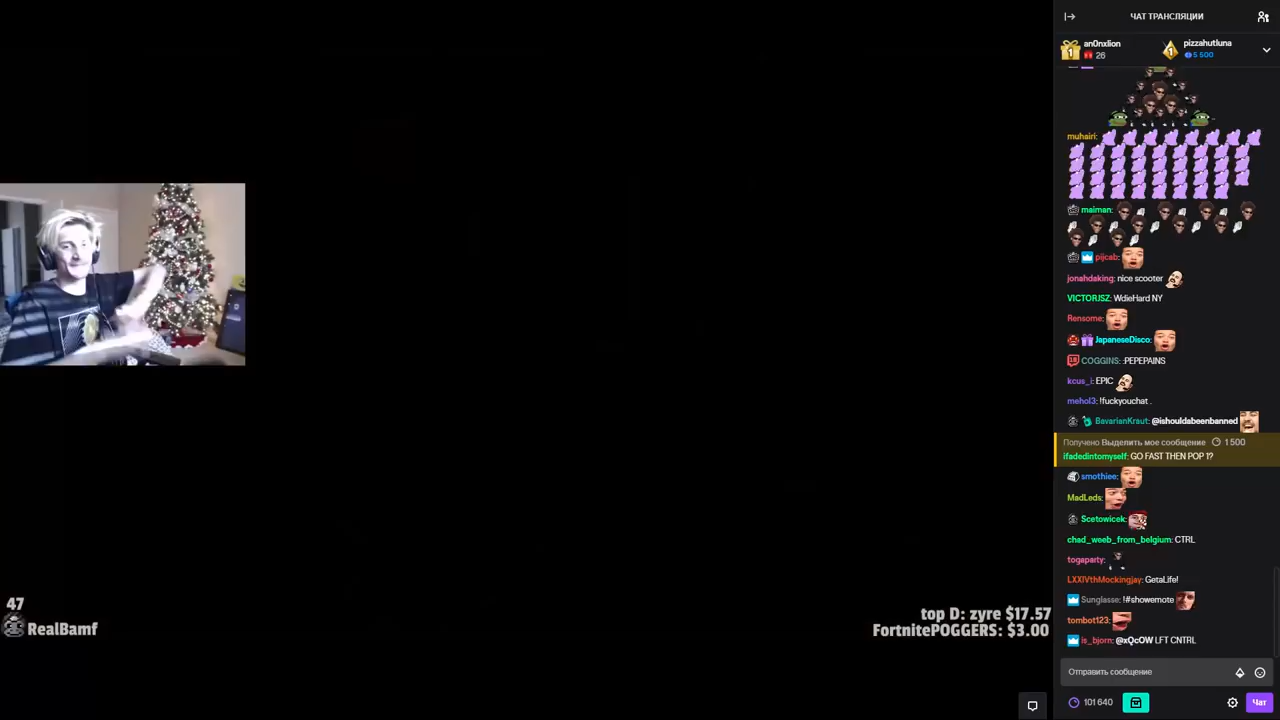 ЧАТ ТРАНСЛЯЦИИ
an0nxlion
26
pizzahutluna
5 500
muhairi:
maiman:
pijcab:
jonahdaking: nice scooter
VICTORJSZ: WdieHard NY
Rensome:
JapaneseDisco:
COGGINS: :PEPEPAINS
kcus_i: EPIC
mehol3: !fuckyouchat .
BavarianKraut: @ishouldabeenbanned
Получено Выделить мое сообщение 1 500
ifadedintomyself: GO FAST THEN POP 1?
smothiee:
MadLeds:
Scetowicek:
chad_weeb_from_belgium: CTRL
togaparty:
LXXIVthMockingjay: GetaLife!
Sunglasse: !#showemote
tombot123:
is_bjorn: @xQcOW LFT CNTRL
Отправить сообщение
101 640
Чат
47
RealBamf
top D: zyre $17.57
FortnitePOGGERS: $3.00